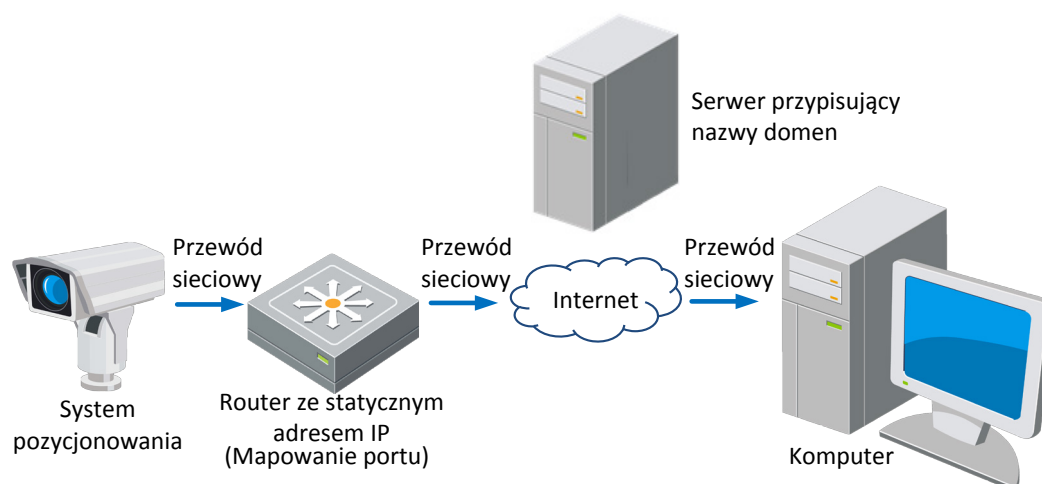 Serwer przypisujący
nazwy domen
Przewód
sieciowy
Przewód
sieciowy
Przewód
sieciowy
Internet
System
pozycjonowania
Router ze statycznym
adresem IP
(Mapowanie portu)
Komputer